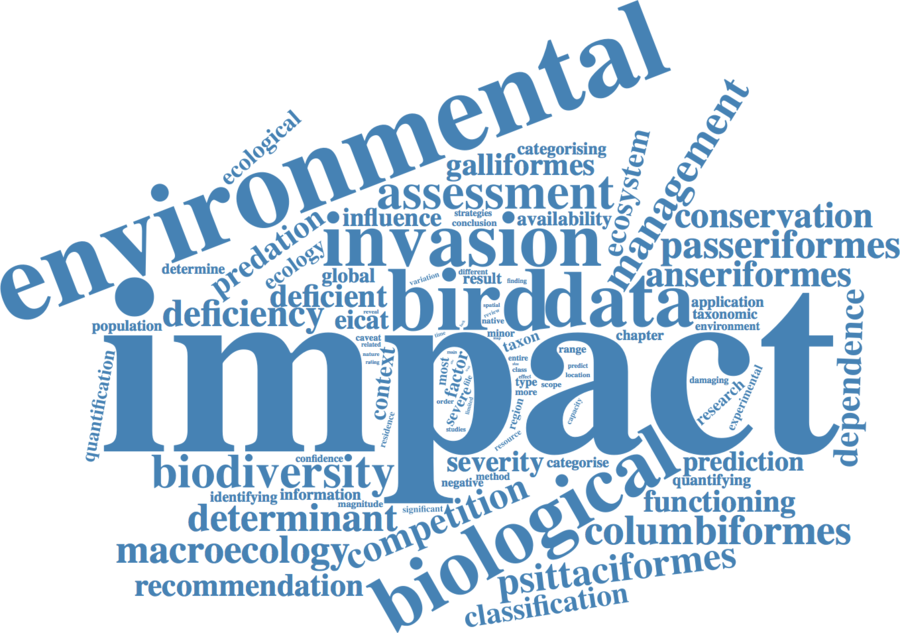 environmental
ecological
categorising
galliformes
ecosystem
management
assessment
predation
influence
strategies
conclusion
availability
conservation
invasion
passeriformes
ecology
determine
global
variation
different
result
finding
anseriformes
deficient
bird
data
deficiency
reveal
eicat
spatial
review
native
application
taxonomic
environment
population
impact
caveat
related
nature
context
minor
taxon
chapter
entire
range
class
effect
type
more
scope
predict
location
most
factor
severe
file
order
studies
limited
region
capacity
resource
residence
quantification
damaging
research
experimental
dependence
confidence
biodiversity
severity
categorise
prediction
negative
method
quantifying
identifying
information
magnitude
significant
biological
functioning
determinant
competition
columbiformes
macroecology
psittaciformes
recommendation
classification